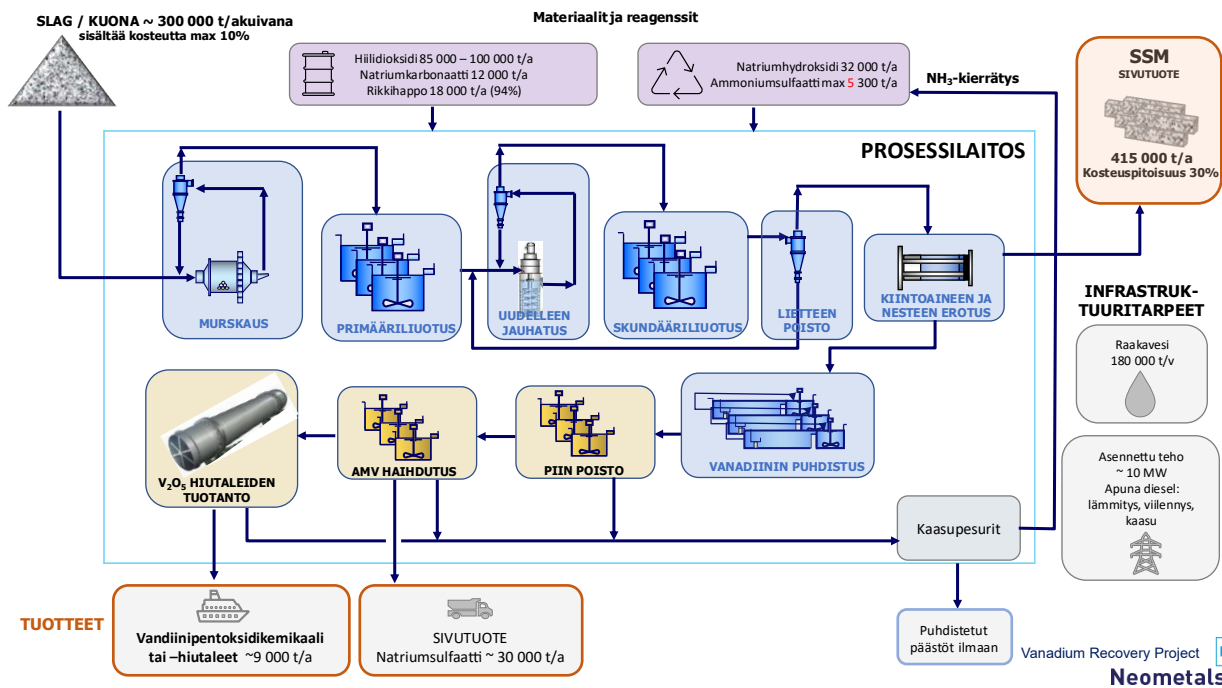 SLAG / KUONA ~ 300 000 t/akuivana
sisältää kosteutta max 10%
Materiaalit ja reagenssit
Hiilidioksidi 85 000 – 100 000 t/a
Natriumkarbonaatti 12 000 t/a
Rikkihappo 18 000 t/a (94%)
Natriumhydroksidi 32 000 t/a
Ammoniumsulfaatti max 5 300 t/a
NH₃-kierrätys
SSM
SIVUTUOTE
415 000 t/a
Kosteuspitoisuus 30%
PROSESSILAITOS
MURSKAUS
PRIMÄÄRILIUOTUS
UUDELLEEN
JAUHATUS
SKUNDÄÄRILIUOTUS
LIETTEEN
POISTO
KIINTOAINEEN JA
NESTEEN EROTUS
INFRASTRUK-
TUURITARPEET
Raakavesi
180 000 t/v
V₂O₅ HIUTALEIDEN
TUOTANTO
AMV HAIHDUTUS
PIIN POISTO
VANADIININ PUHDISTUS
Asennettu teho
~ 10 MW
Apuna diesel:
lämmitys, viilennys,
kaasu
Kaasupesurit
TUOTTEET
Vandiinipentoksidikemikaali
tai –hiutaleet ~9 000 t/a
SIVUTUOTE
Natriumsulfaatti ~ 30 000 t/a
Puhdistetut
päästöt ilmaan
Vanadium Recovery Project
Neometals